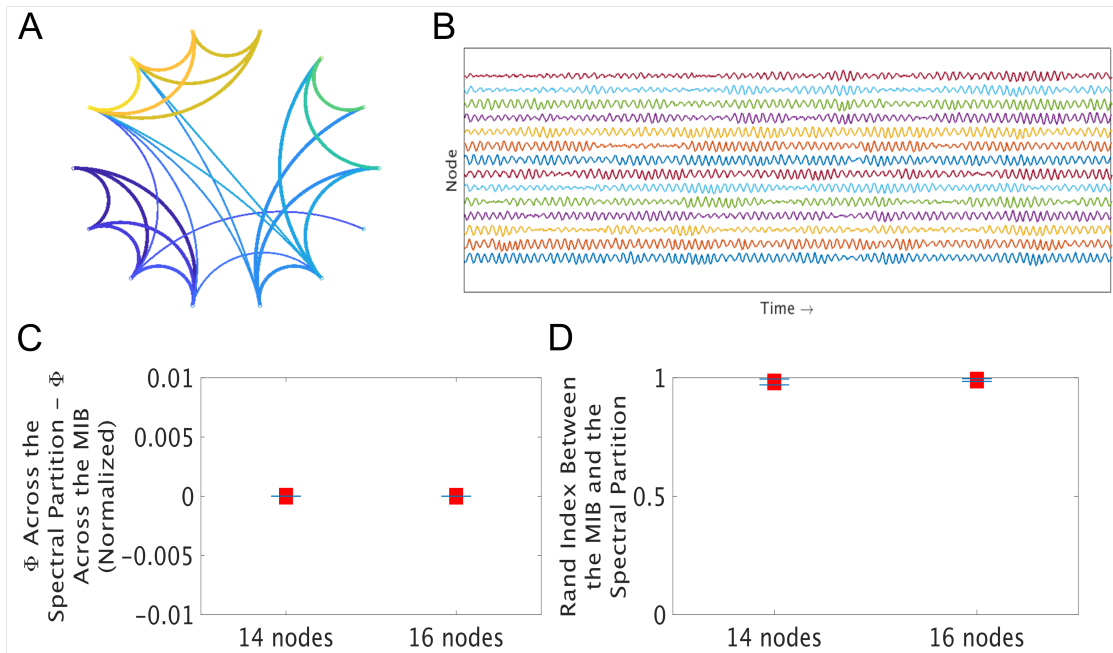 A
B
Node
Time →
C
Φ Across the
Spectral Partition − Φ
Across the MIB
(Normalized)
0.01
0.005
0
−0.005
−0.01
14 nodes
16 nodes
D
Rand Index Between
the MIB and the
Spectral Partition
1
0.5
0
14 nodes
16 nodes